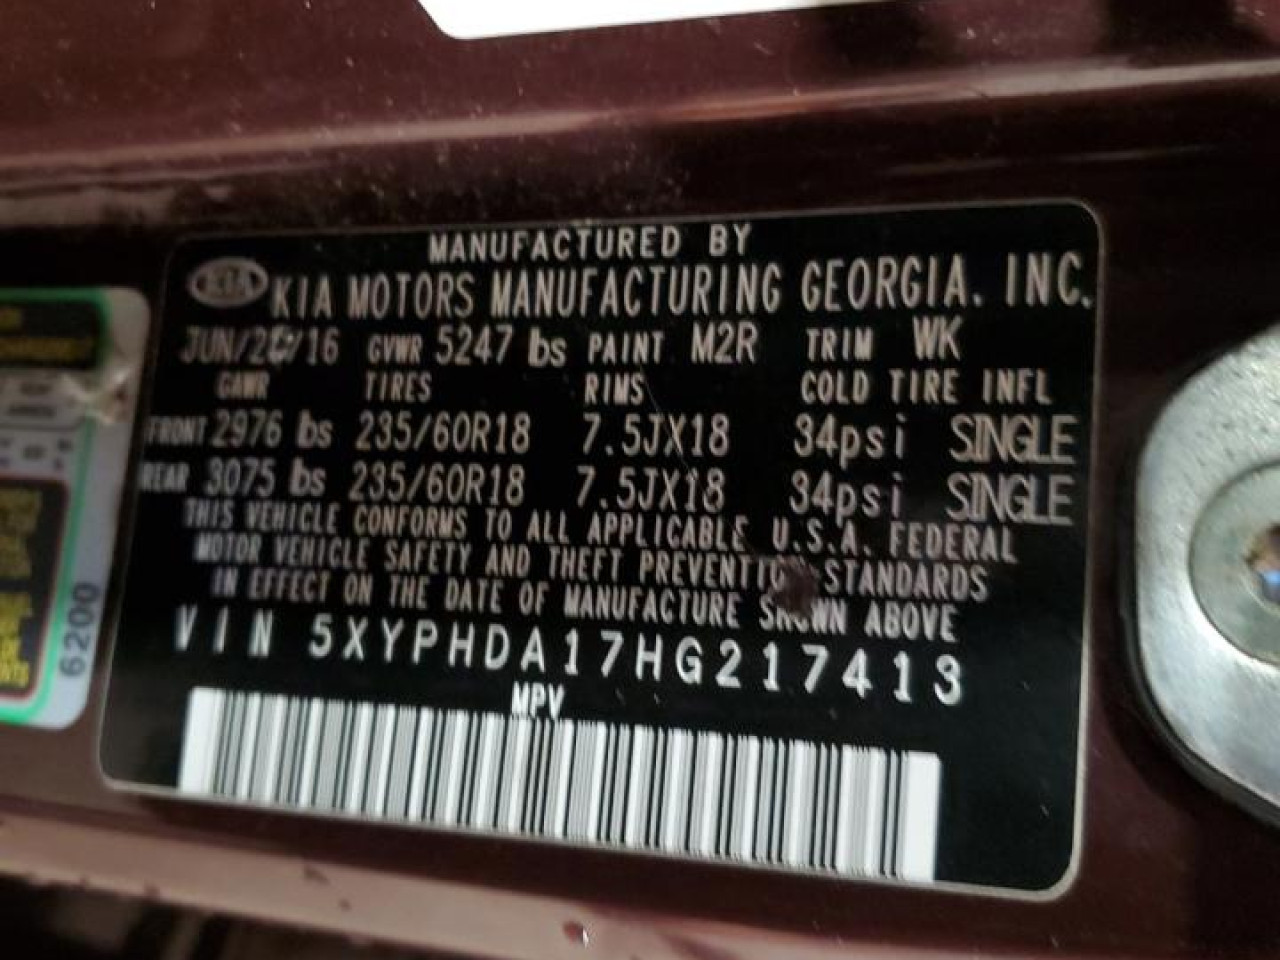 MANUFACTURED BY
KIA KIA MOTORS MANUFACTURING GEORGIA. INC.
GVWR 5247 lbs PAINT M2R TRIM WK
GAWR TIRES RIMS COLD TIRE INFL
FRONT 2976 lbs 235/60R18 7.5JX18 34psi SINGLE
REAR 3075 lbs 235/60R18 7.5JX18 34psi SINGLE
THIS VEHICLE CONFORMS TO ALL APPLICABLE U.S.A. FEDERAL
MOTOR VEHICLE SAFETY AND THEFT PREVENTION STANDARDS
IN EFFECT ON THE DATE OF MANUFACTURE SHOWN ABOVE
VIN 5XYPHDA17HG217413
MPV
6200